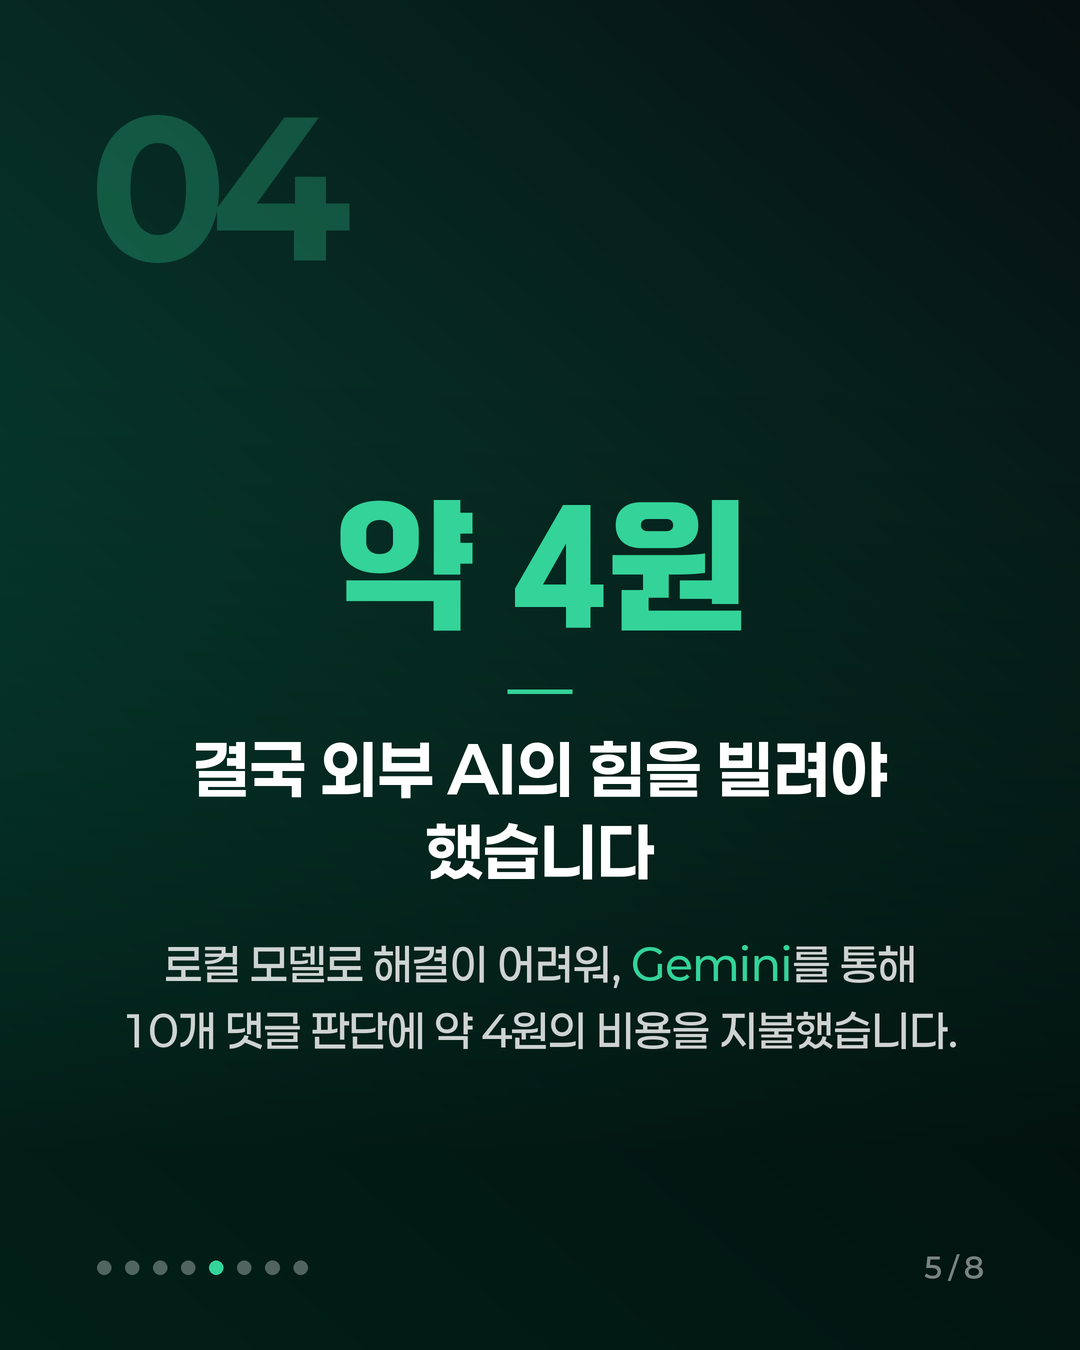 04
약 4원
결국 외부 AI의 힘을 빌려야
했습니다
로컬 모델로 해결이 어려워, Gemini를 통해
10개 댓글 판단에 약 4원의 비용을 지불했습니다.
5/8